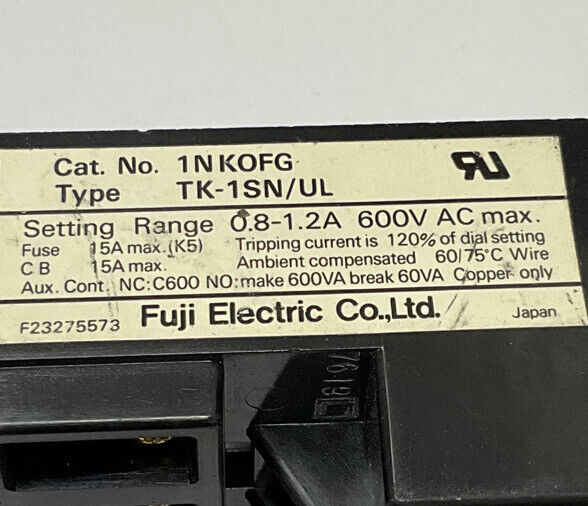 Cat. No. 1NKOFG
Type TK-1SN/UL
Setting Range 0.8-1.2A 600V AC max.
Fuse 15A max.(K5) Tripping current is 120% of dial setting
C B 15A max. Ambient compensated 60/75°C Wire
Aux. Cont. NC:C600 NO:make 600VA break 60VA Copper only
F23275573 Fuji Electric Co.,Ltd. Japan